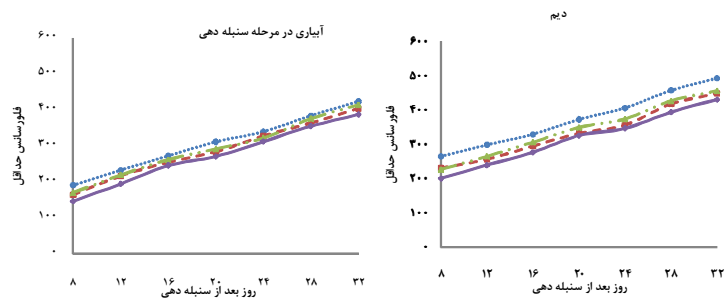 آبیاری در مرحله سنبله دهی
فلورسانس حداقل
۶۰۰
۵۰۰
۴۰۰
۳۰۰
۲۰۰
۱۰۰
۰
۸ ۱۲ ۱۶ ۲۰ ۲۴ ۲۸ ۳۲
روز بعد از سنبله دهی
دیم
فلورسانس حداقل
۶۰۰
۵۰۰
۴۰۰
۳۰۰
۲۰۰
۱۰۰
۰
۸ ۱۲ ۱۶ ۲۰ ۲۴ ۲۸ ۳۲
روز بعد از سنبله دهی